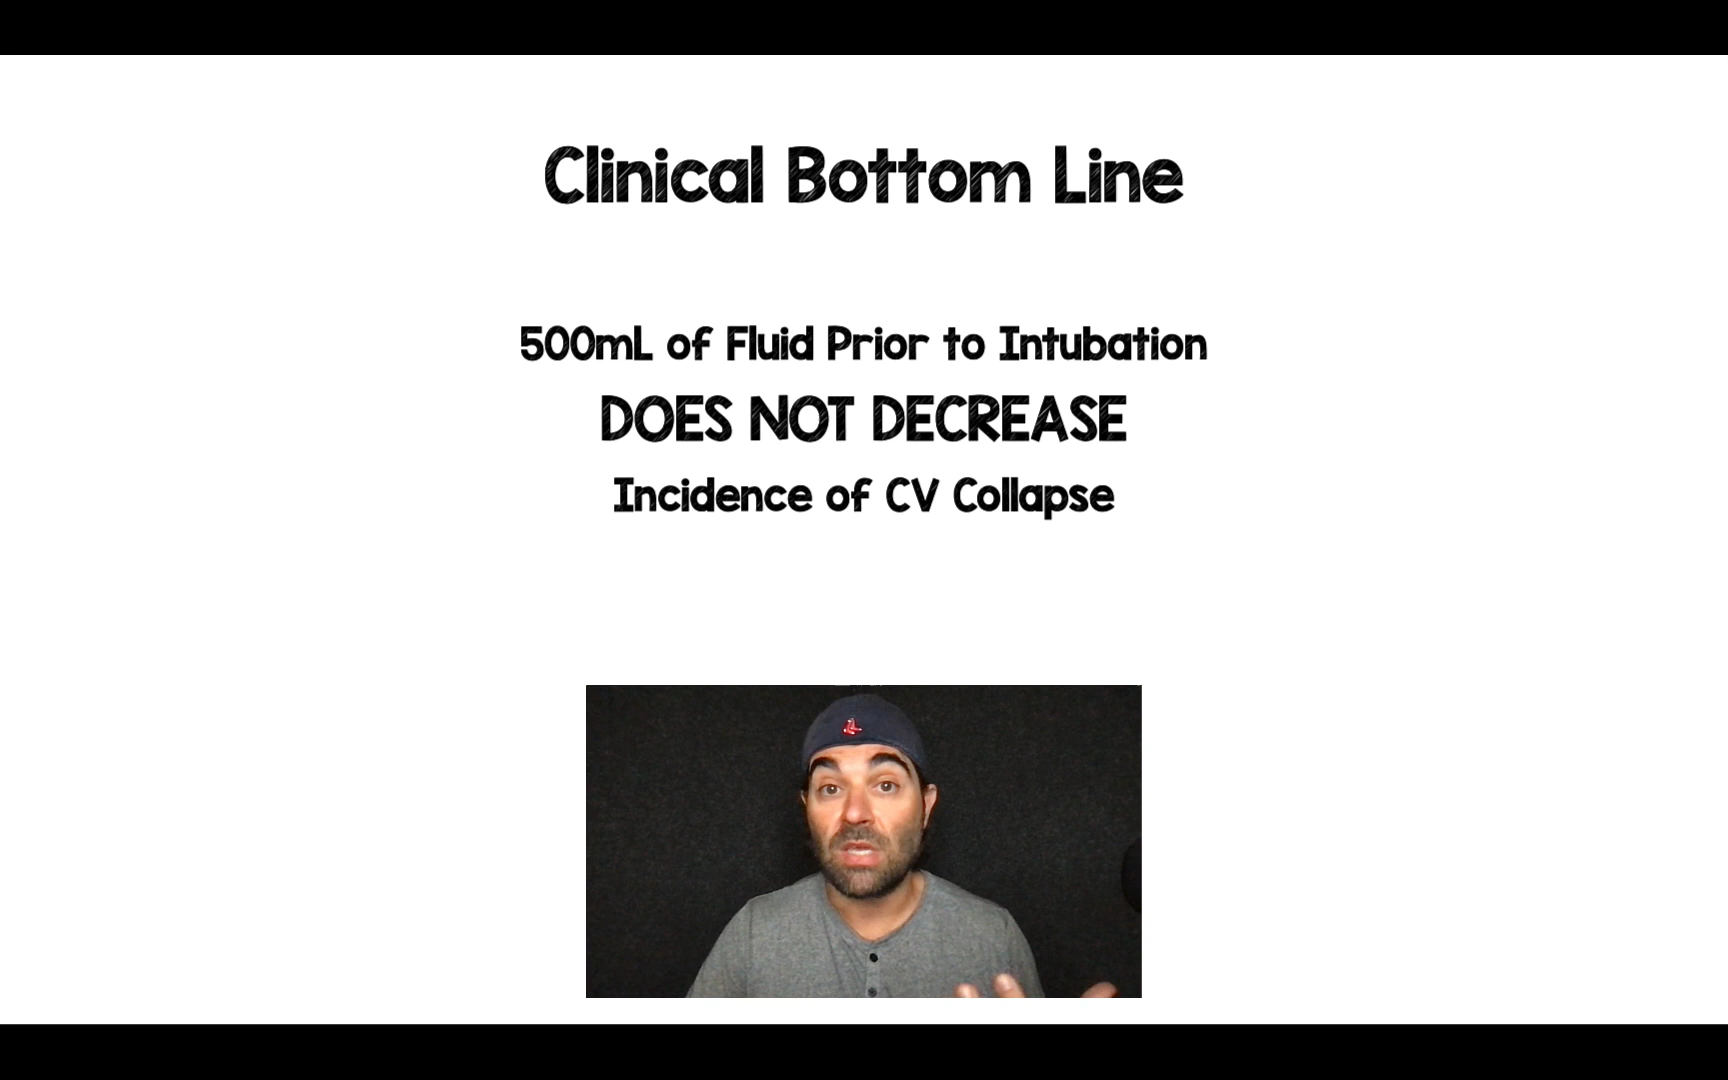 Clinical Bottom Line
500mL of Fluid Prior to Intubation
DOES NOT DECREASE
Incidence of CV Collapse